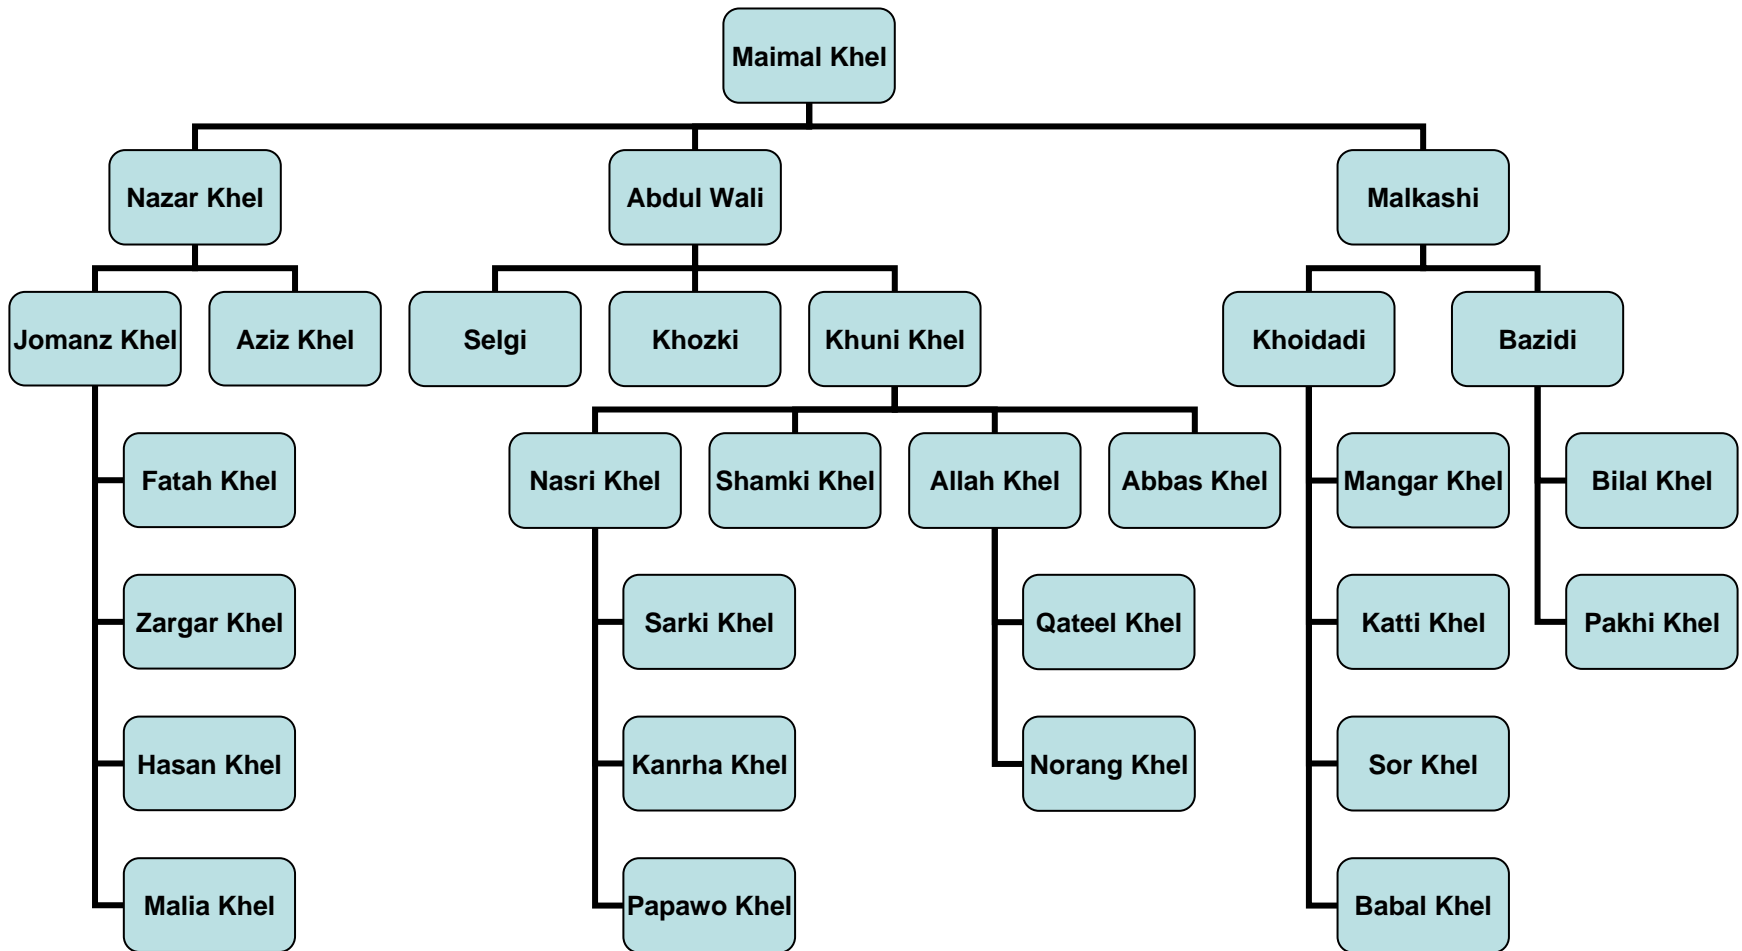 Maimal Khel
Nazar Khel
Abdul Wali
Malkashi
Jomanz Khel
Aziz Khel
Selgi
Khozki
Khuni Khel
Khoidadi
Bazidi
Fatah Khel
Nasri Khel
Shamki Khel
Allah Khel
Abbas Khel
Mangar Khel
Bilal Khel
Zargar Khel
Sarki Khel
Qateel Khel
Katti Khel
Pakhi Khel
Hasan Khel
Kanrha Khel
Norang Khel
Sor Khel
Malia Khel
Papawo Khel
Babal Khel